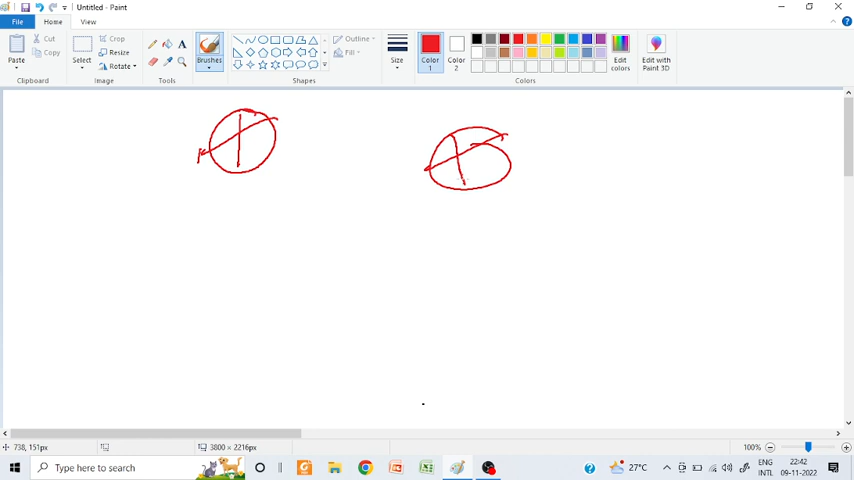 Untitled - Paint
File Home View
Paste Cut Copy Clipboard
Select Crop Resize Rotate Image
A Tools
Brushes
Outline Fill Shapes
Size
Color 1 Color 2 Edit colors Edit with Paint 3D Colors
738, 151px 3800 × 2216px 100%
Type here to search 27°C ENG INTL 22:42 09-11-2022